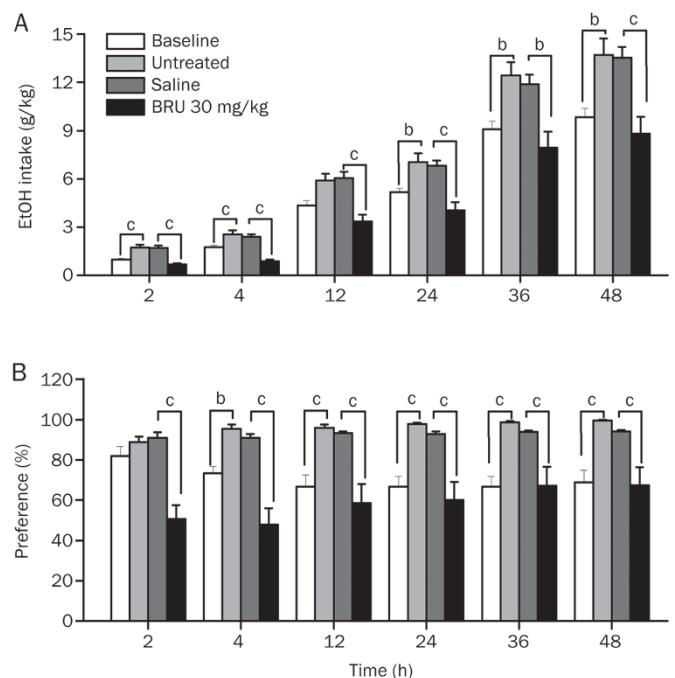 A
15
12
9
6
3
0
EtOH intake (g/kg)
Baseline
Untreated
Saline
BRU 30 mg/kg
c c
c c
c
b c
b b
b c
2 4 12 24 36 48
B
120
100
80
60
40
20
0
Preference (%)
c
b c
c c
c c
c c
c c
2 4 12 24 36 48
Time (h)